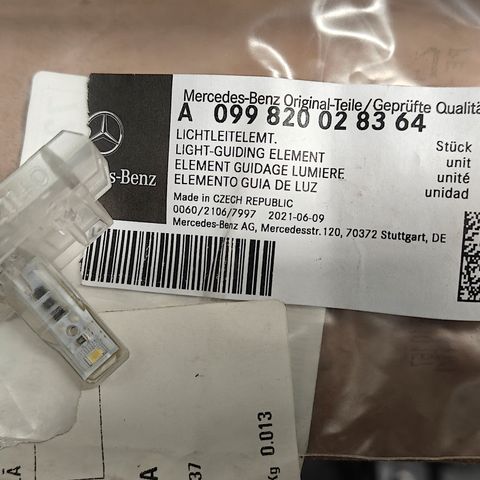 Mercedes-Benz Original-Teile/Geprüfte Qualitä
A 099 820 02 83 64
LICHTLEITELEMT.
LIGHT-GUIDING ELEMENT
ELEMENT GUIDAGE LUMIERE
ELEMENTO GUIA DE LUZ
Stück
unit
unité
unidad
s-Benz
Made in CZECH REPUBLIC
0060/2106/7997 2021-06-09
Mercedes-Benz AG, Mercedesstr.120, 70372 Stuttgart, DE
A
37
Kg 0.013